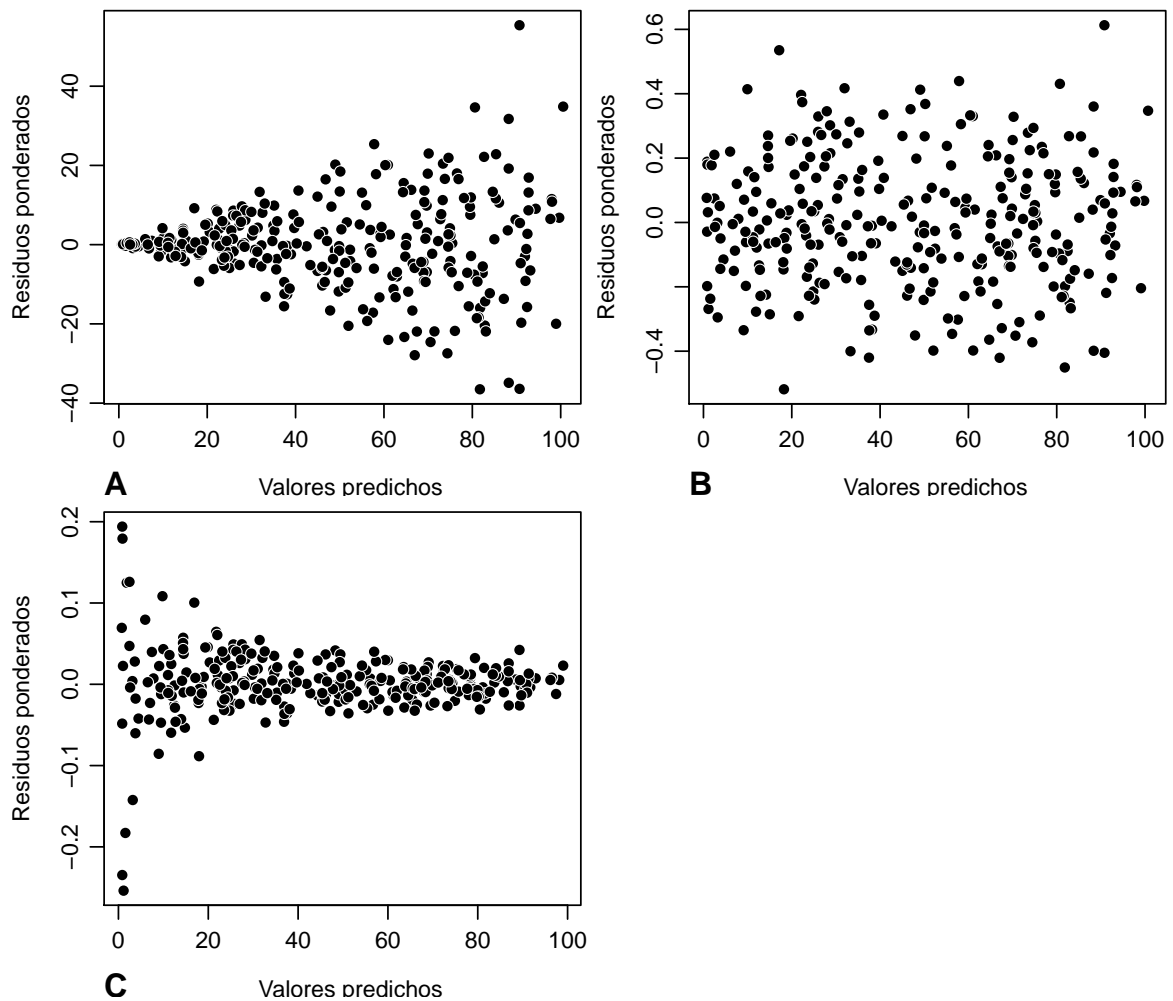 Residuos ponderados
40
20
0
−20
−40
0 20 40 60 80 100
A Valores predichos
Residuos ponderados
0.6
0.4
0.2
0.0
−0.4
0 20 40 60 80 100
B Valores predichos
Residuos ponderados
0.2
0.1
0.0
−0.1
−0.2
0 20 40 60 80 100
C Valores predichos